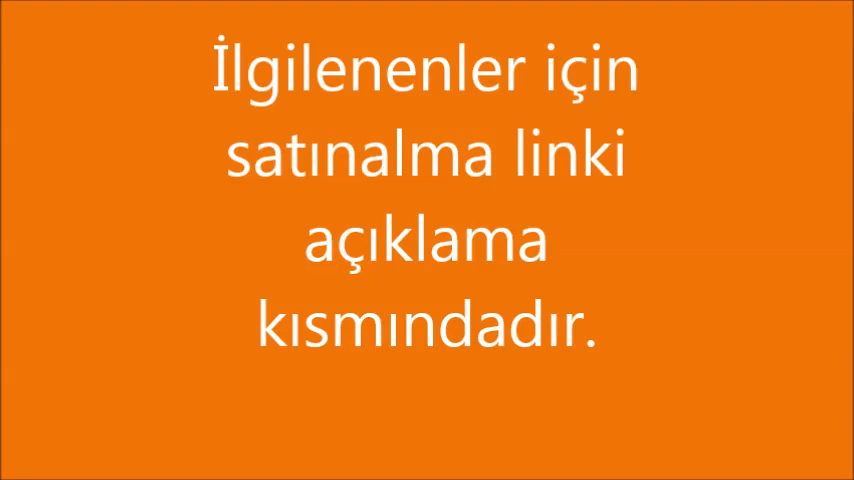 İlgilenenler için
satınalma linki
açıklama
kısmındadır.